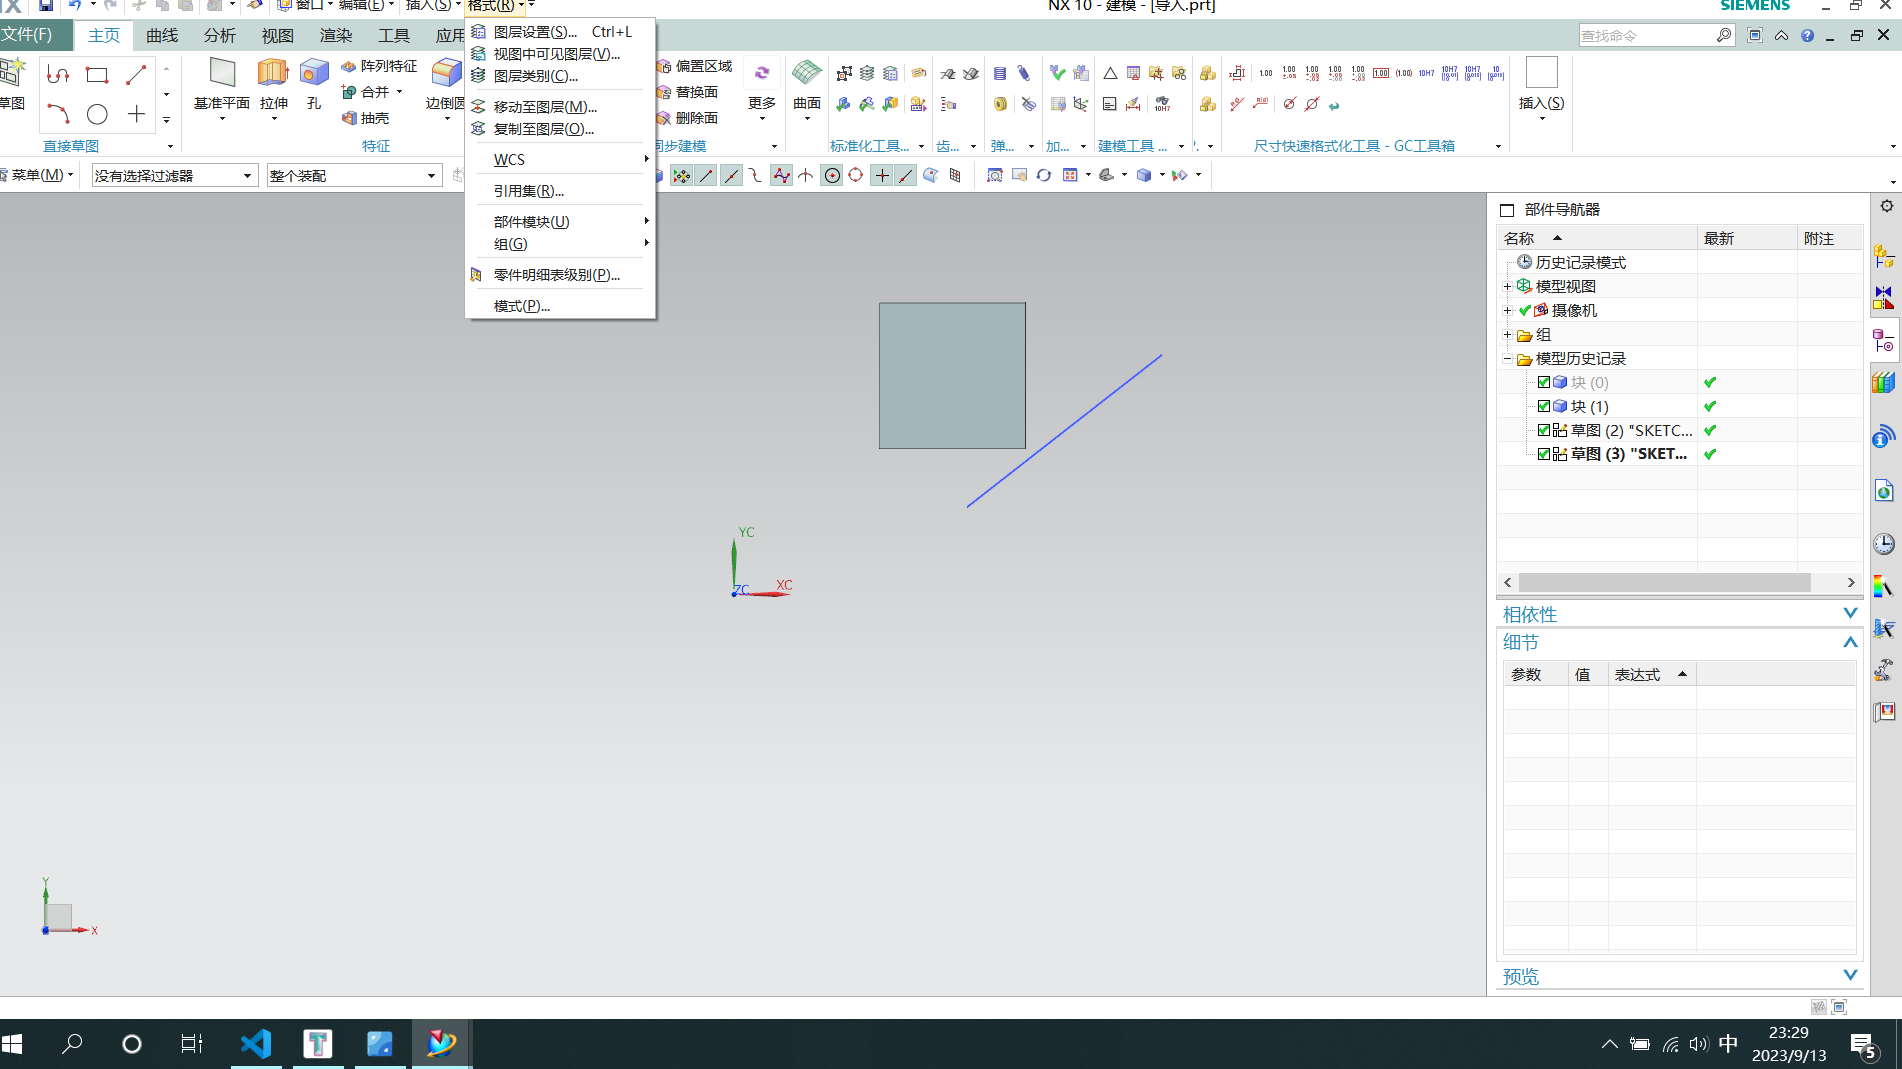 窗口 编辑(E) 插入(S) 格式(R)
NX 10 - 建模 - [导入.prt]
SIEMENS
文件(F) 主页 曲线 分析 视图 渲染 工具 应用
查找命令
草图
直接草图
基准平面 拉伸 孔
阵列特征
合并
抽壳
边倒圆
特征
偏置区域
替换面
删除面
同步建模
更多
曲面
标准化工具... 齿... 弹... 加... 建模工具 ...
尺寸快速格式化工具 - GC工具箱
插入(S)
菜单(M) 没有选择过滤器 整个装配
图层设置(S)... Ctrl+L
视图中可见图层(V)...
图层类别(C)...
移动至图层(M)...
复制至图层(O)...
WCS
引用集(R)...
部件模块(U)
组(G)
零件明细表级别(P)...
模式(P)...
YC
ZC XC
Y
X
部件导航器
名称 最新 附注
历史记录模式
模型视图
摄像机
组
模型历史记录
块 (0)
块 (1)
草图 (2) "SKETC...
草图 (3) "SKET...
相依性
细节
参数 值 表达式
预览
中
23:29
2023/9/13
5